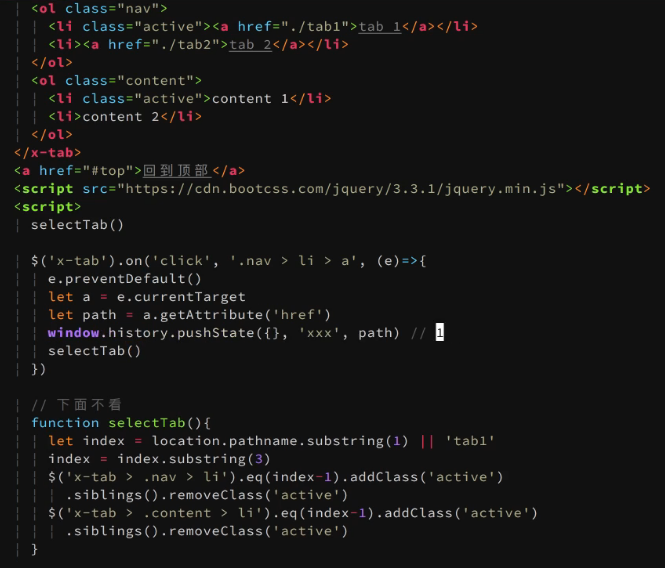 <ol class="nav">
<li class="active"><a href="./tab1">tab 1</a></li>
<li><a href="./tab2">tab 2</a></li>
</ol>
<ol class="content">
<li class="active">content 1</li>
<li>content 2</li>
</ol>
</x-tab>
<a href="#top">回到顶部</a>
<script src="https://cdn.bootcss.com/jquery/3.3.1/jquery.min.js"></script>
<script>
selectTab()
$('x-tab').on('click', '.nav > li > a', (e)=>{
e.preventDefault()
let a = e.currentTarget
let path = a.getAttribute('href')
window.history.pushState({}, 'xxx', path) // 1
selectTab()
})
// 下面不看
function selectTab(){
let index = location.pathname.substring(1) || 'tab1'
index = index.substring(3)
$('x-tab > .nav > li').eq(index-1).addClass('active')
.siblings().removeClass('active')
$('x-tab > .content > li').eq(index-1).addClass('active')
.siblings().removeClass('active')
}